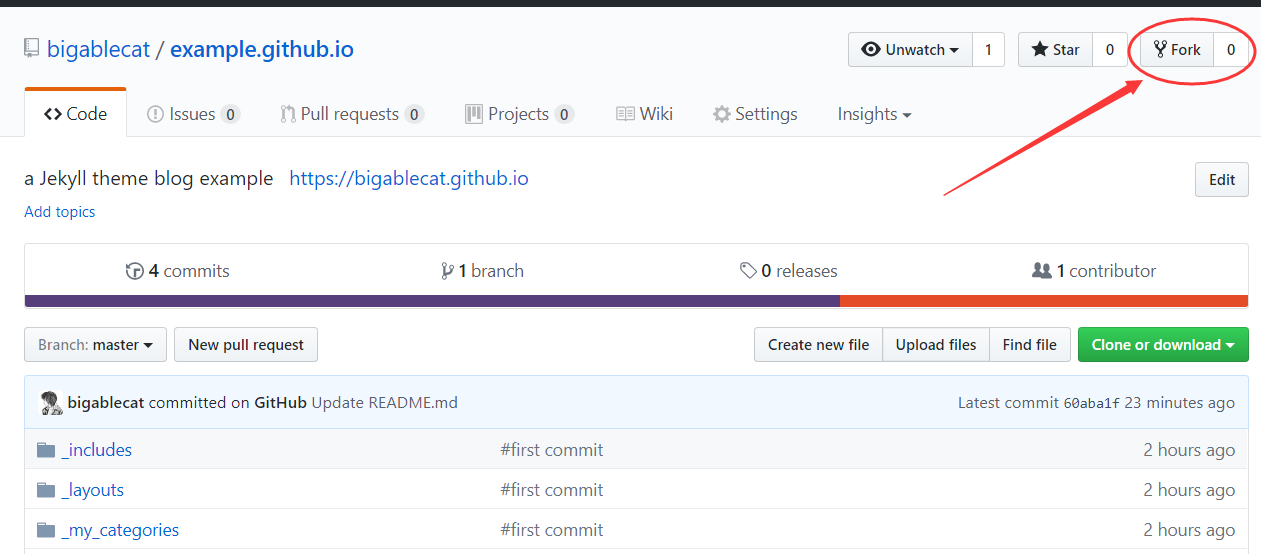 bigablecat / example.github.io
Unwatch 1 Star 0 Fork 0
<> Code Issues 0 Pull requests 0 Projects 0 Wiki Settings Insights
a Jekyll theme blog example https://bigablecat.github.io Edit
Add topics
4 commits 1 branch 0 releases 1 contributor
Branch: master New pull request Create new file Upload files Find file Clone or download
bigablecat committed on GitHub Update README.md Latest commit 60aba1f 23 minutes ago
_includes #first commit 2 hours ago
_layouts #first commit 2 hours ago
_my_categories #first commit 2 hours ago